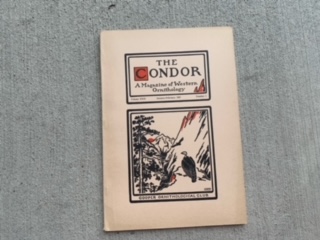 THE
CONDOR
A Magazine of Western
Ornithology
COOPER ORNITHOLOGICAL CLUB